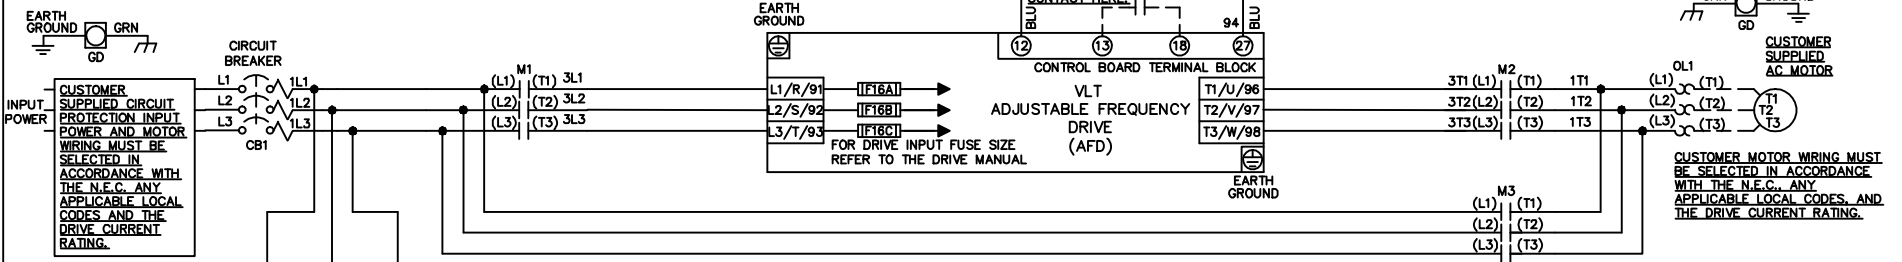 EARTH
GROUND
GRN
GD
CIRCUIT
BREAKER
INPUT
POWER
CUSTOMER
SUPPLIED CIRCUIT
PROTECTION INPUT
POWER AND MOTOR
WIRING MUST BE
SELECTED IN
ACCORDANCE WITH
THE N.E.C. ANY
APPLICABLE LOCAL
CODES AND THE
DRIVE CURRENT
RATING.
L1 1L1
L2 1L2
L3 1L3
CB1
M1
(L1) (T1) 3L1
(L2) (T2) 3L2
(L3) (T3) 3L3
EARTH
GROUND
BLU
94
BLU
12 13 18 27
CONTROL BOARD TERMINAL BLOCK
L1/R/91
L2/S/92
L3/T/93
F16A
F16B
F16C
FOR DRIVE INPUT FUSE SIZE
REFER TO THE DRIVE MANUAL
VLT
ADJUSTABLE FREQUENCY
DRIVE
(AFD)
T1/U/96
T2/V/97
T3/W/98
EARTH
GROUND
M2
3T1 (L1) (T1) 1T1
3T2(L2) (T2) 1T2
3T3(L3) (T3) 1T3
M3
(L1) (T1)
(L2) (T2)
(L3) (T3)
GD
CUSTOMER
SUPPLIED
AC MOTOR
OL1
(L1) (T1)
(L2) (T2)
(L3) (T3)
T1
T2
T3
CUSTOMER MOTOR WIRING MUST
BE SELECTED IN ACCORDANCE
WITH THE N.E.C., ANY
APPLICABLE LOCAL CODES, AND
THE DRIVE CURRENT RATING.